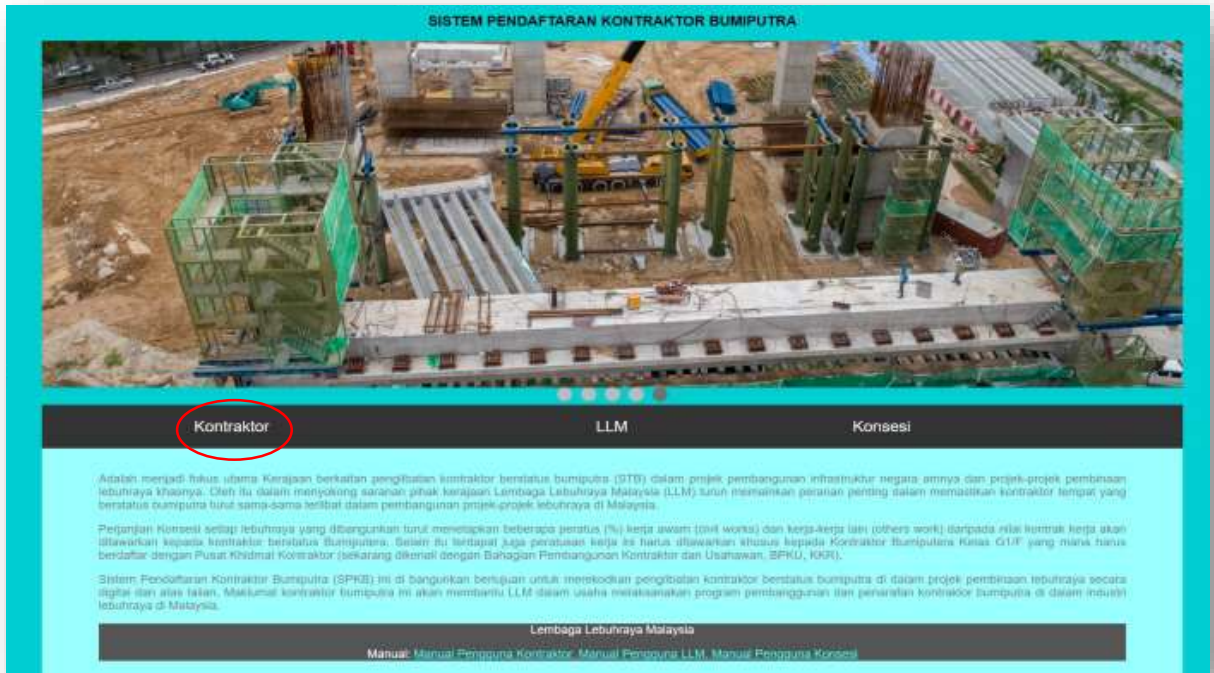 SISTEM PENDAFTARAN KONTRAKTOR BUMIPUTRA
Kontraktor LLM Konsesi
Adalah menjadi fokus utama Kerajaan berkaitan penglibatan kontraktor berstatus bumiputra (STB) dalam projek pembangunan infrastruktur negara amnya dan projek-projek pembinaan
lebuhraya khasnya. Oleh itu dalam menyokong saranan pihak kerajaan Lembaga Lebuhraya Malaysia (LLM) turun memainkan peranan penting dalam memastikan kontraktor tempat yang
berstatus bumiputra turut sama-sama terlibat dalam pembangunan projek-projek lebuhraya di Malaysia.
Perjanjian Konsesi setiap lebuhraya yang dibangunkan turut menetapkan beberapa peratus (%) kerja awam (civil works) dan kerja-kerja lain (others work) daripada nilai kontrak kerja akan
ditawarkan kepada kontraktor berstatus Bumiputera. Selain itu terdapat juga peratusan kerja ini harus ditawarkan khusus kepada Kontraktor Bumiputera Kelas G1/F yang mana harus
berdaftar dengan Pusat Khidmat Kontraktor (sekarang dikenali dengan Bahagian Pembangunan Kontraktor dan Usahawan, BPKU, KKR).
Sistem Pendaftaran Kontraktor Bumiputra (SPKB) ini di bangunkan bertujuan untuk merekodkan penglibatan kontraktor berstatus bumiputra di dalam projek pembinaan lebuhraya secara
digital dan atas talian. Maklumat kontraktor bumiputra ini akan membantu LLM dalam usaha melaksanakan program pembanggunan dan penarafan kontraktor bumiputra di dalam industri
lebuhraya di Malaysia.
Lembaga Lebuhraya Malaysia
Manual: Manual Pengguna Kontraktor, Manual Pengguna LLM, Manual Pengguna Konsesi